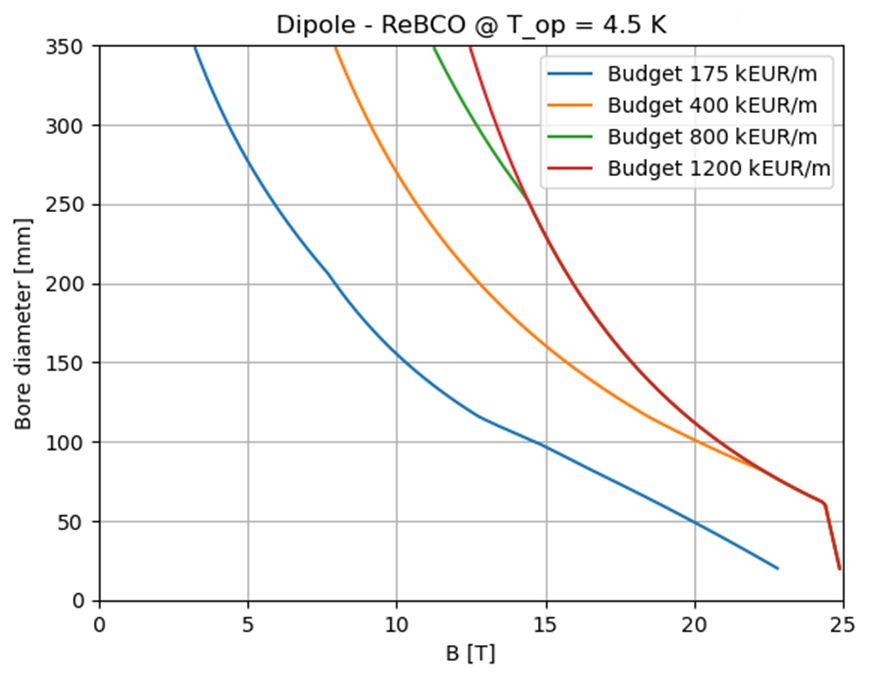 Dipole - ReBCO @ T_op = 4.5 K
350
300
250
200
150
100
50
0
Bore diameter [mm]
Budget 175 kEUR/m
Budget 400 kEUR/m
Budget 800 kEUR/m
Budget 1200 kEUR/m
0 5 10 15 20 25
B [T]